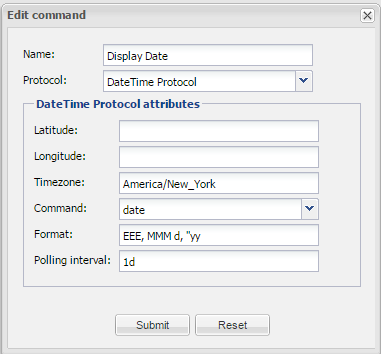 Edit command
Name: Display Date
Protocol: DateTime Protocol
DateTime Protocol attributes
Latitude:
Longitude:
Timezone: America/New_York
Command: date
Format: EEE, MMM d, "yy
Polling interval: 1d
Submit Reset